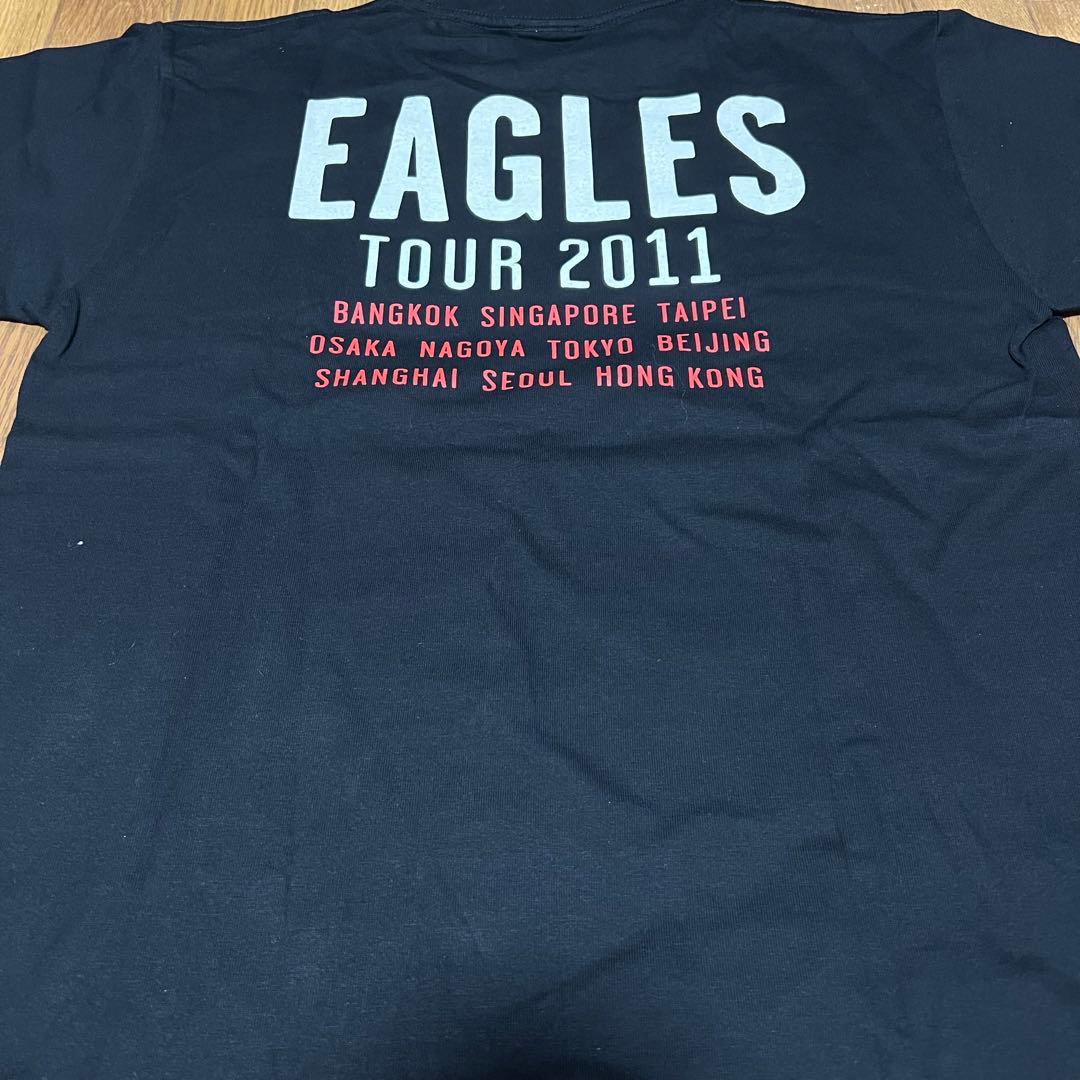 EAGLES
TOUR 2011
BANGKOK SINGAPORE TAIPEI
OSAKA NAGOYA TOKYO BEIJING
SHANGHAI SEOUL HONG KONG